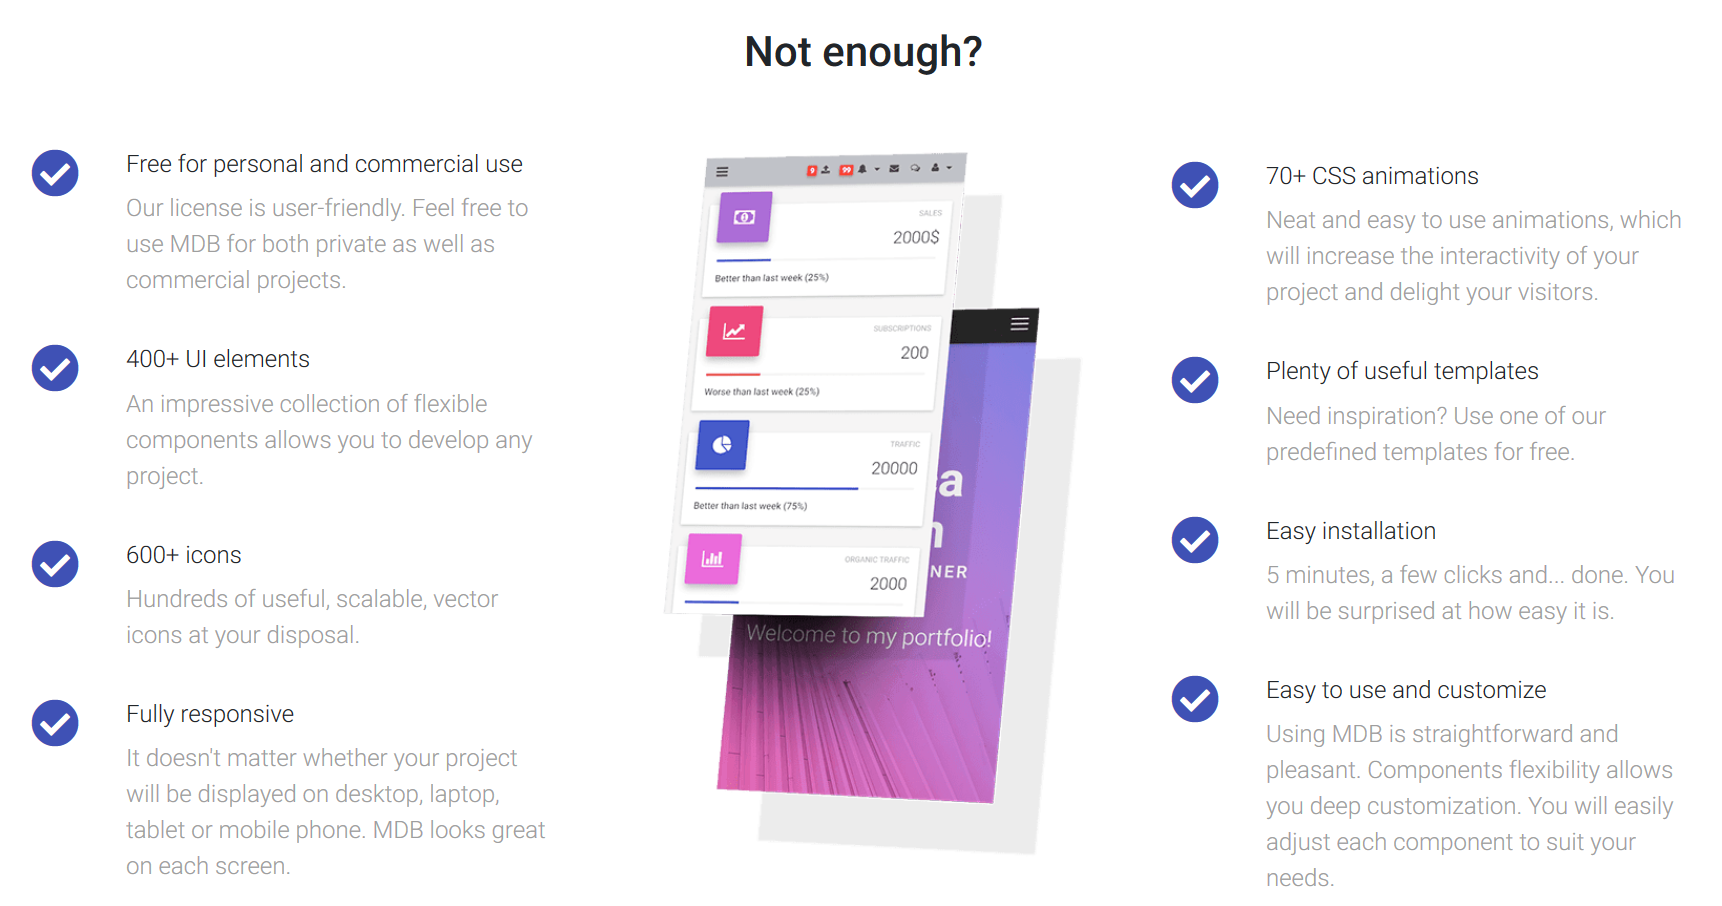 Not enough?
Free for personal and commercial use
Our license is user-friendly. Feel free to
use MDB for both private as well as
commercial projects.
400+ UI elements
An impressive collection of flexible
components allows you to develop any
project.
600+ icons
Hundreds of useful, scalable, vector
icons at your disposal.
Fully responsive
It doesn't matter whether your project
will be displayed on desktop, laptop,
tablet or mobile phone. MDB looks great
on each screen.
9
99
SALES
2000$
Better than last week (25%)
SUBSCRIPTIONS
200
Worse than last week (25%)
TRAFFIC
20000
Better than last week (75%)
ORGANIC TRAFFIC
2000
a
NER
Welcome to my portfolio!
70+ CSS animations
Neat and easy to use animations, which
will increase the interactivity of your
project and delight your visitors.
Plenty of useful templates
Need inspiration? Use one of our
predefined templates for free.
Easy installation
5 minutes, a few clicks and... done. You
will be surprised at how easy it is.
Easy to use and customize
Using MDB is straightforward and
pleasant. Components flexibility allows
you deep customization. You will easily
adjust each component to suit your
needs.